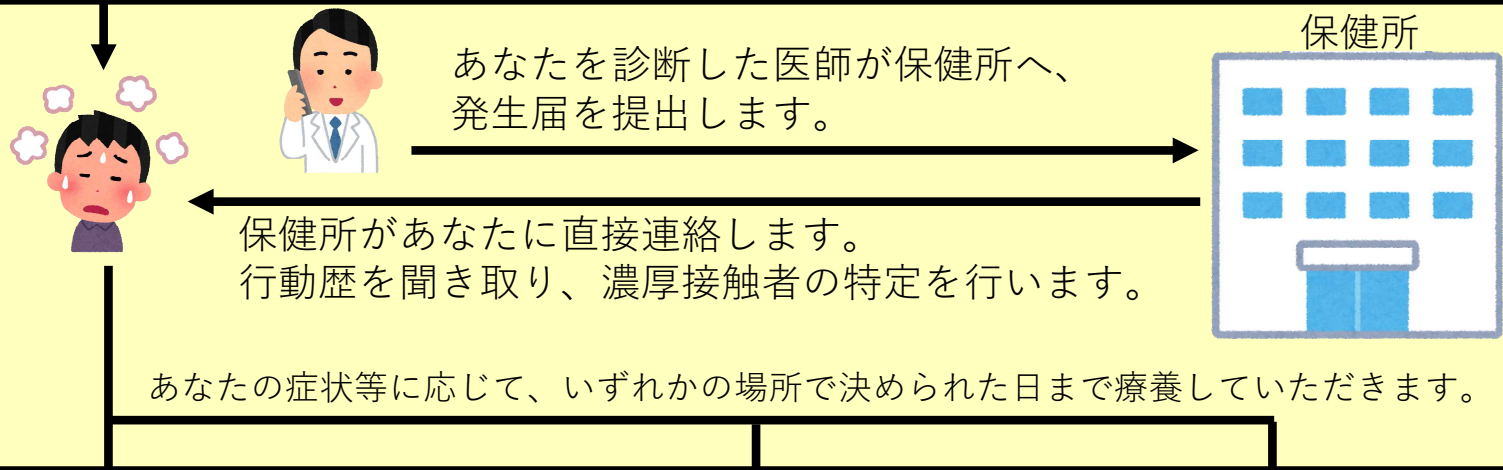 保健所
あなたを診断した医師が保健所へ、
発生届を提出します。
保健所があなたに直接連絡します。
行動歴を聞き取り、濃厚接触者の特定を行います。
あなたの症状等に応じて、いずれかの場所で決められた日まで療養していただきます。